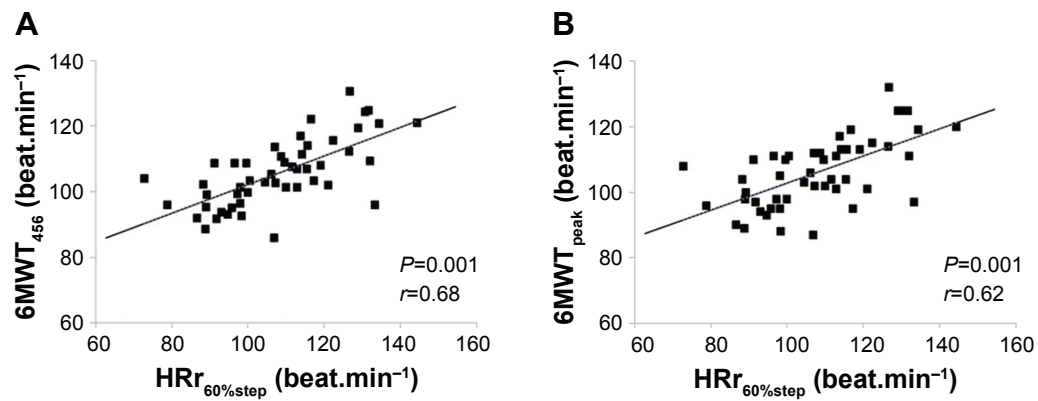 A
140
120
100
80
60
60 80 100 120 140 160
6MWT456 (beat.min–1)
P=0.001
r=0.68
HRr60%step (beat.min–1)
B
140
120
100
80
60
60 80 100 120 140 160
6MWTpeak (beat.min–1)
P=0.001
r=0.62
HRr60%step (beat.min–1)